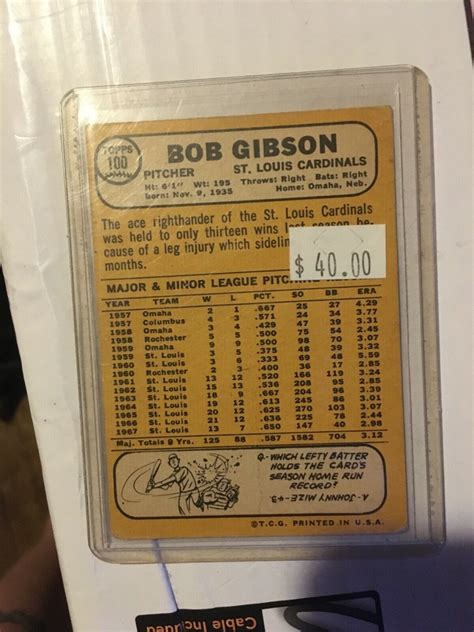 TOPPS
100
BOB GIBSON
PITCHER ST. LOUIS CARDINALS
Ht: 6'1" Wt: 195 Throws: Right Bats: Right
Born: Nov. 9, 1935 Home: Omaha, Neb.
The ace righthander of the St. Louis Cardinals
was held to only thirteen wins last season be-
cause of a leg injury which sidelin
months.
$ 40.00
MAJOR & MINOR LEAGUE PITCHING
YEAR TEAM W L PCT. SO BB ERA
1957 Omaha 2 1 .667 25 27 4.29
1957 Columbus 4 3 .571 24 34 3.77
1958 Omaha 3 4 .429 47 39 3.31
1958 Rochester 5 5 .500 75 54 2.45
1959 Omaha 9 9 .500 98 70 3.07
1959 St. Louis 3 5 .375 48 39 3.33
1960 St. Louis 3 6 .333 69 48 5.59
1960 Rochester 2 3 .400 36 17 2.85
1961 St. Louis 13 12 .520 166 119 3.24
1962 St. Louis 15 13 .536 208 95 2.85
1963 St. Louis 18 9 .667 204 96 3.39
1964 St. Louis 19 12 .613 245 86 3.01
1965 St. Louis 20 12 .625 270 103 3.07
1966 St. Louis 21 12 .636 225 78 2.44
1967 St. Louis 13 7 .650 147 40 2.98
Maj. Totals 9 Yrs. 125 88 .587 1582 704 3.12
Q-WHICH LEFTY BATTER
HOLDS THE CARD'S
SEASON HOME RUN
RECORD?
A-JOHNNY MIZE-43
©T.C.G. PRINTED IN U.S.A.
Cable Included